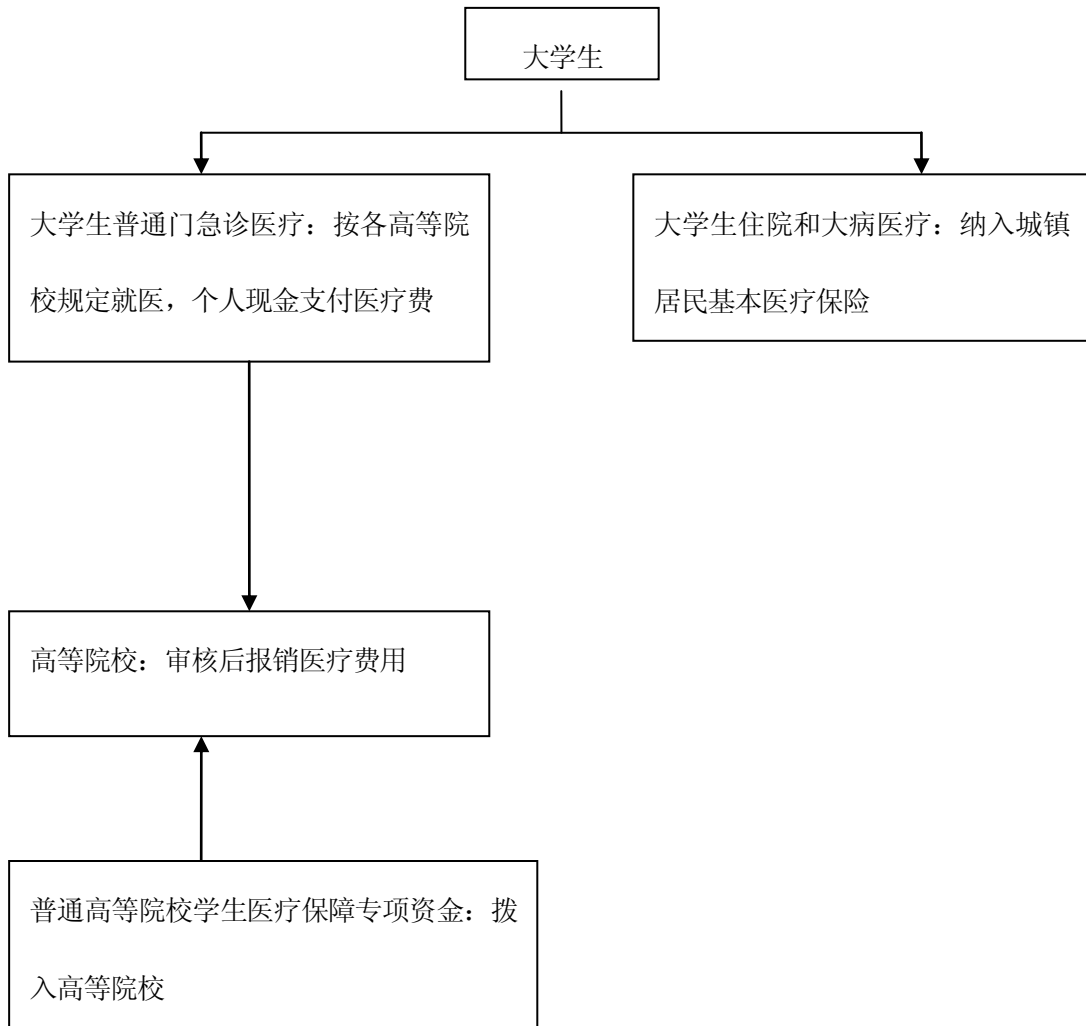 大学生
大学生普通门急诊医疗：按各高等院
校规定就医，个人现金支付医疗费
大学生住院和大病医疗：纳入城镇
居民基本医疗保险
高等院校：审核后报销医疗费用
普通高等院校学生医疗保障专项资金：拨
入高等院校